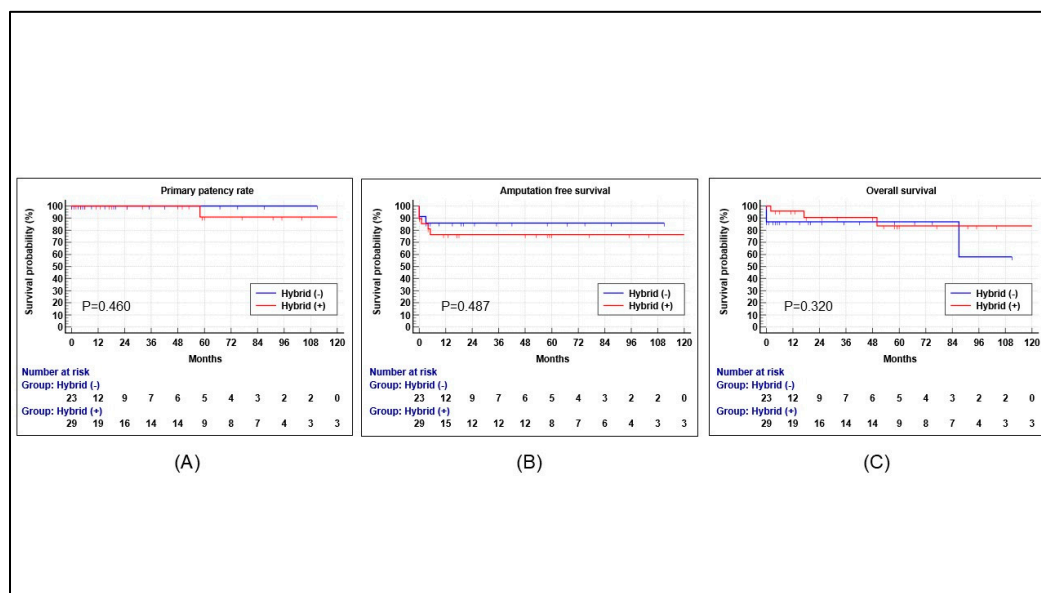 Primary patency rate
Survival probability (%)
100
90
80
70
60
50
40
30
20
10
0
P=0.460
Hybrid (-)
Hybrid (+)
0 12 24 36 48 60 72 84 96 108 120
Months
Number at risk
Group: Hybrid (-)
23 12 9 7 6 5 4 3 2 2 0
Group: Hybrid (+)
29 19 16 14 14 9 8 7 4 3 3
(A)
Amputation free survival
Survival probability (%)
100
90
80
70
60
50
40
30
20
10
0
P=0.487
Hybrid (-)
Hybrid (+)
0 12 24 36 48 60 72 84 96 108 120
Months
Number at risk
Group: Hybrid (-)
23 12 9 7 6 5 4 3 2 2 0
Group: Hybrid (+)
29 15 12 12 12 8 7 6 4 3 3
(B)
Overall survival
Survival probability (%)
100
90
80
70
60
50
40
30
20
10
0
P=0.320
Hybrid (-)
Hybrid (+)
0 12 24 36 48 60 72 84 96 108 120
Months
Number at risk
Group: Hybrid (-)
23 12 9 7 6 5 4 3 2 2 0
Group: Hybrid (+)
29 19 16 14 14 9 8 7 4 3 3
(C)